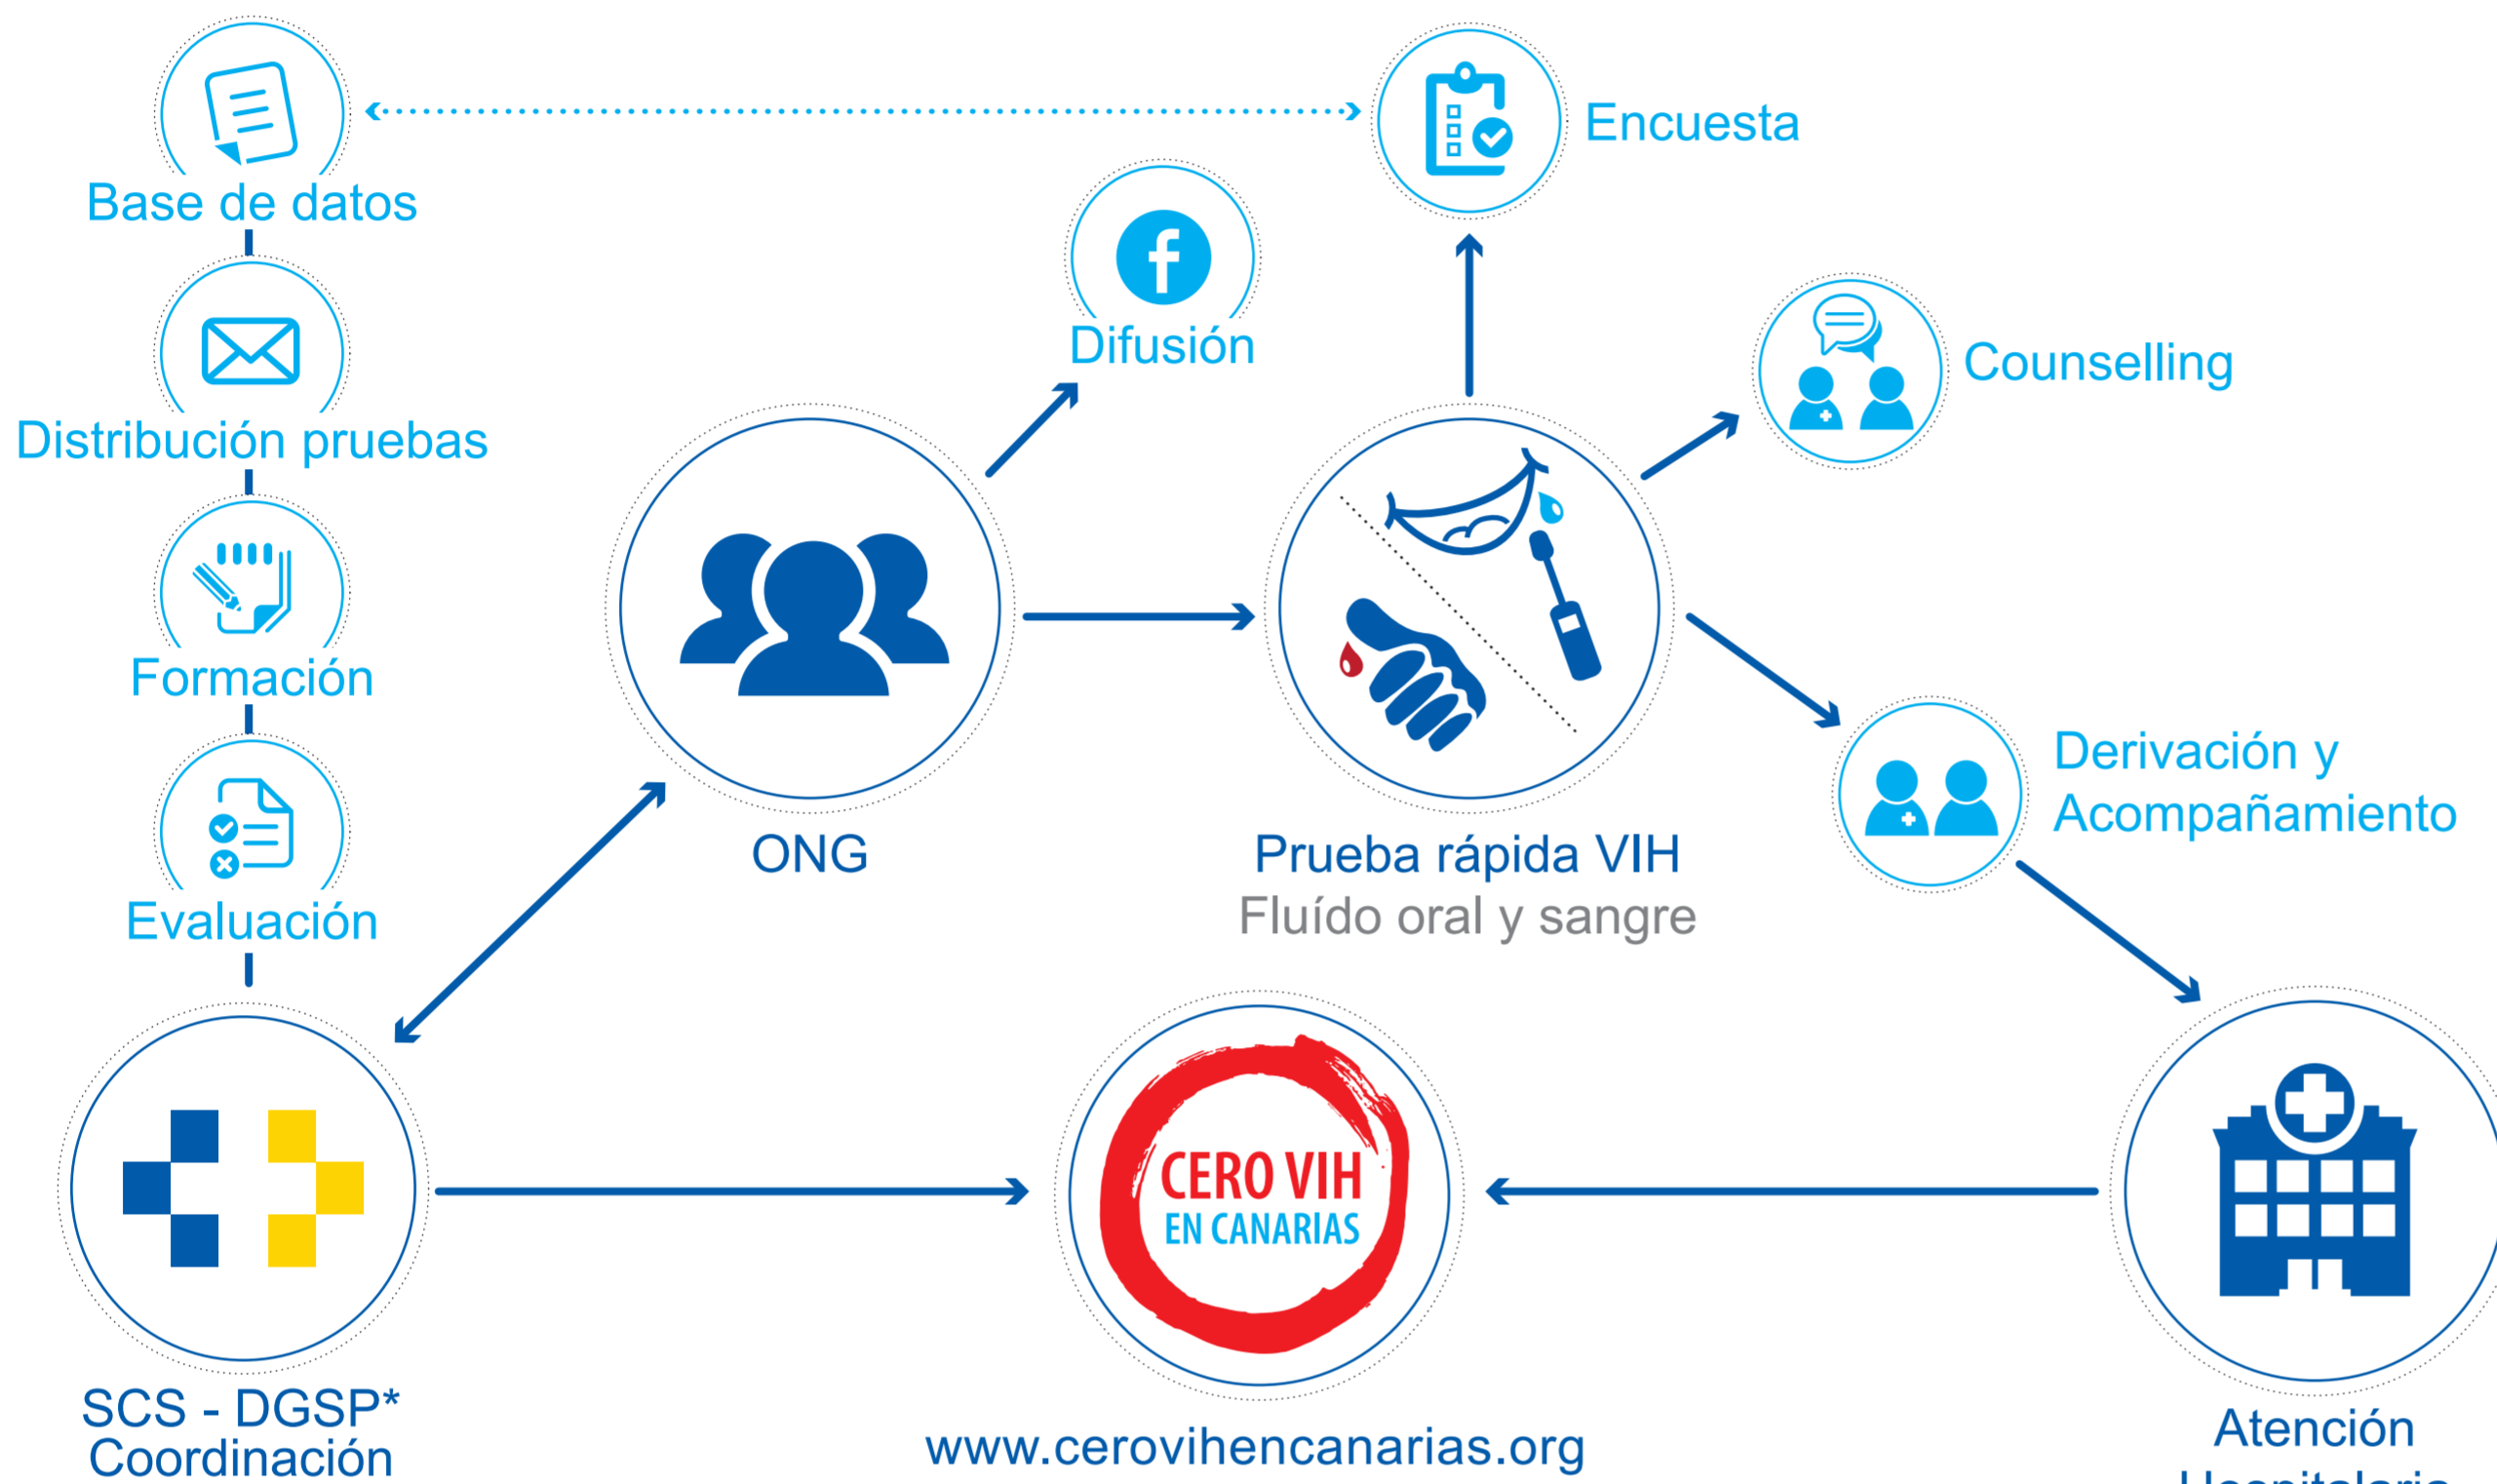 Encuesta
Base de datos
Difusión
Counselling
Distribución pruebas
Formación
Derivación y
Acompañamiento
ONG
Prueba rápida VIH
Fluído oral y sangre
Evaluación
CERO VIH
EN CANARIAS
SCS - DGSP*
Coordinación
www.cerovihencanarias.org
Atención